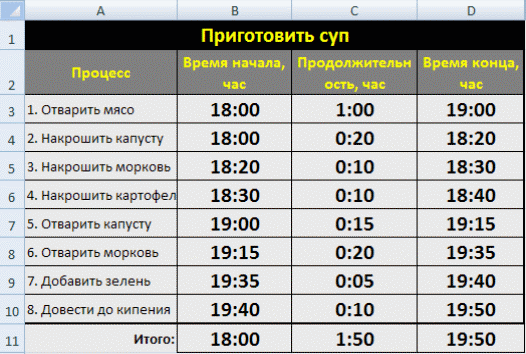 A B C D
1 Приготовить суп
2 Процесс Время начала, час Продолжительн ость, час Время конца, час
3 1. Отварить мясо 18:00 1:00 19:00
4 2. Накрошить капусту 18:00 0:20 18:20
5 3. Накрошить морковь 18:20 0:10 18:30
6 4. Накрошить картофел 18:30 0:10 18:40
7 5. Отварить капусту 19:00 0:15 19:15
8 6. Отварить морковь 19:15 0:20 19:35
9 7. Добавить зелень 19:35 0:05 19:40
10 8. Довести до кипения 19:40 0:10 19:50
11 Итого: 18:00 1:50 19:50